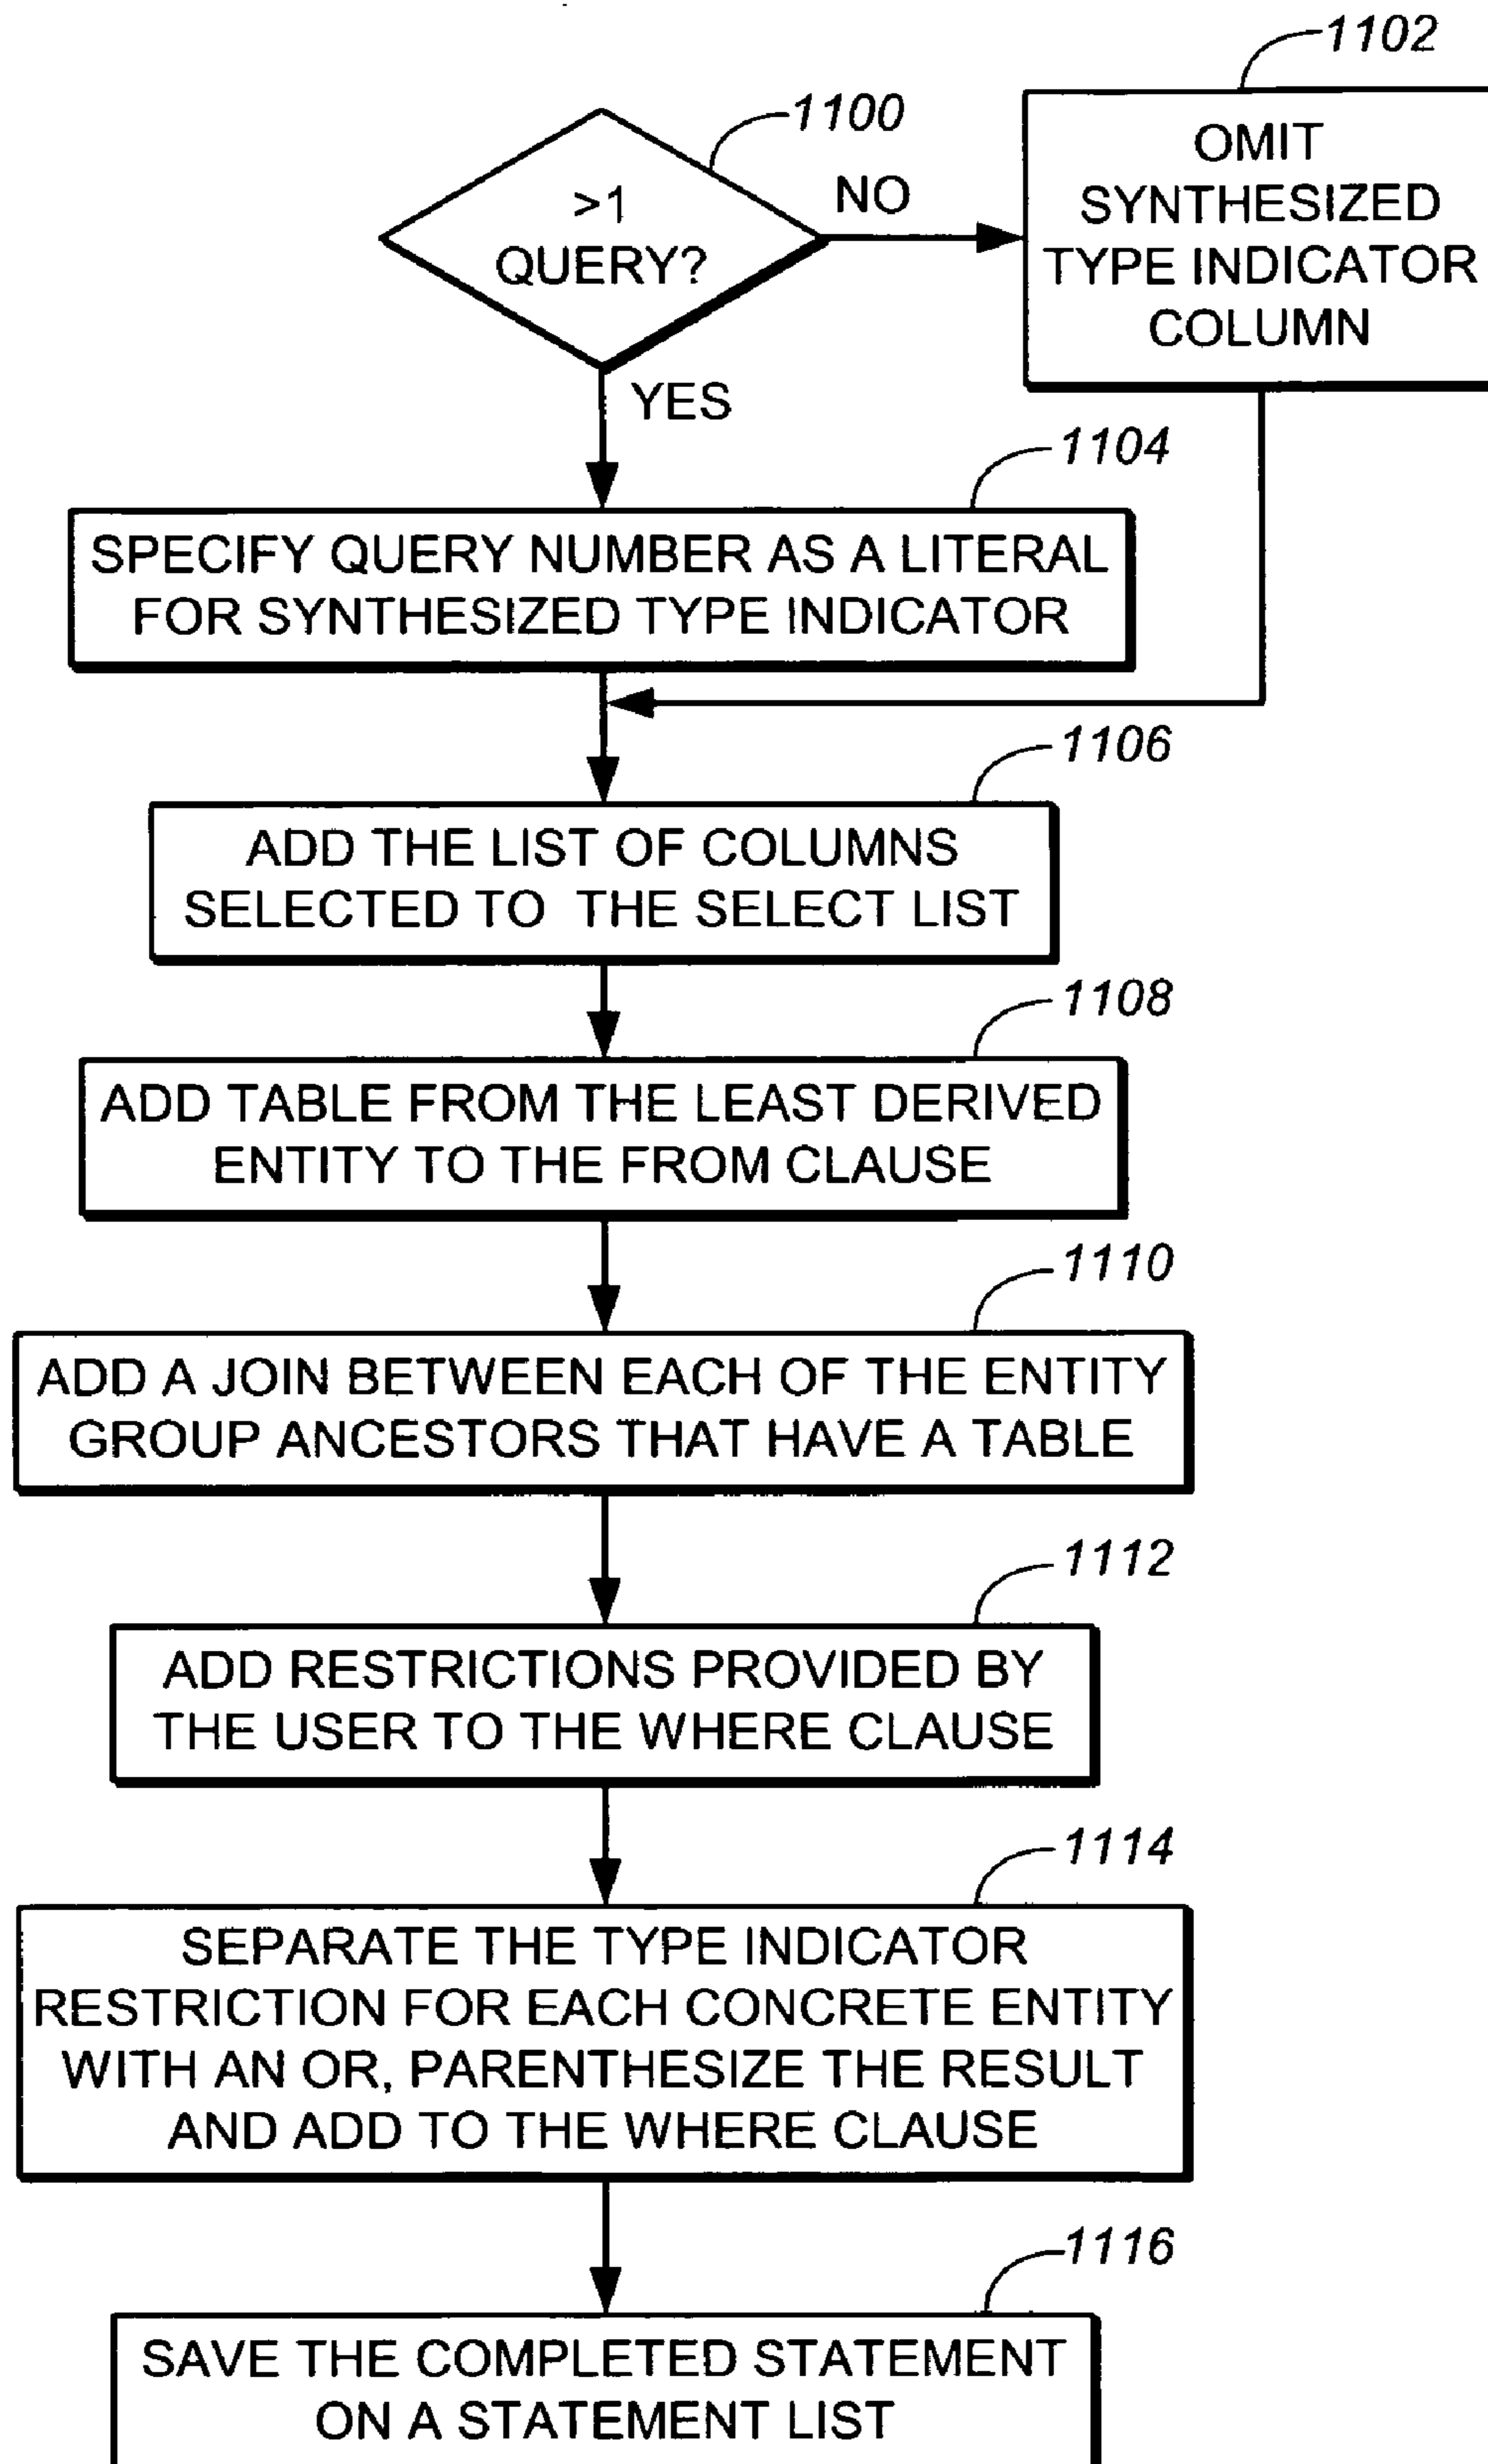 1102
1100
>1
QUERY?
NO
OMIT
SYNTHESIZED
TYPE INDICATOR
COLUMN
YES
1104
SPECIFY QUERY NUMBER AS A LITERAL
FOR SYNTHESIZED TYPE INDICATOR
1106
ADD THE LIST OF COLUMNS
SELECTED TO THE SELECT LIST
1108
ADD TABLE FROM THE LEAST DERIVED
ENTITY TO THE FROM CLAUSE
1110
ADD A JOIN BETWEEN EACH OF THE ENTITY
GROUP ANCESTORS THAT HAVE A TABLE
1112
ADD RESTRICTIONS PROVIDED BY
THE USER TO THE WHERE CLAUSE
1114
SEPARATE THE TYPE INDICATOR
RESTRICTION FOR EACH CONCRETE ENTITY
WITH AN OR, PARENTHESIZE THE RESULT
AND ADD TO THE WHERE CLAUSE
1116
SAVE THE COMPLETED STATEMENT
ON A STATEMENT LIST